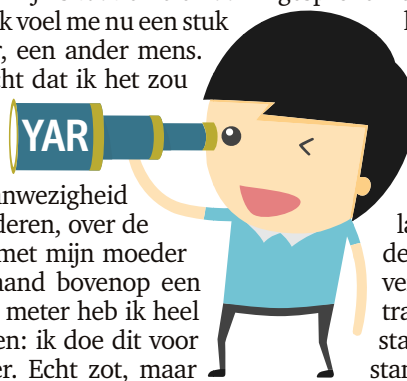 k voel me nu een stuk
r, een ander mens.
cht dat ik het zou
YAR
anwezigheid
deren, over de
met mijn moeder
nand bovenop een
meter heb ik heel
en: ik doe dit voor
er. Echt zot, maar
la
de
ve
tra
sta
stan